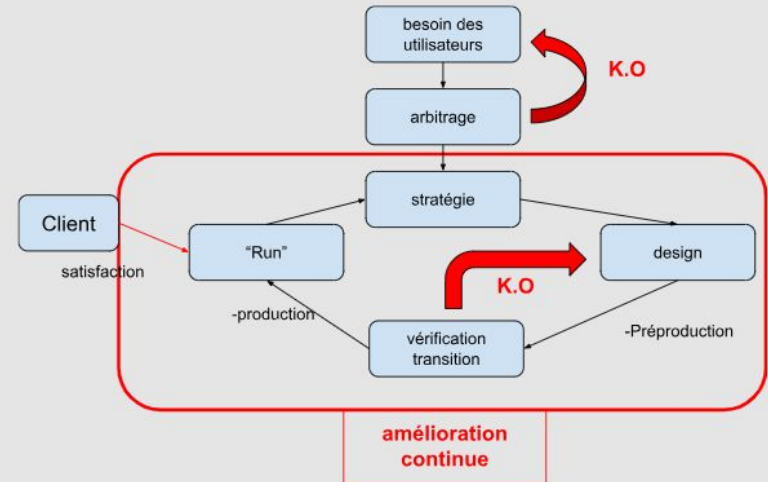 besoin des
utilisateurs
K.O
arbitrage
stratégie
Client
satisfaction
“Run”
design
K.O
-production
-Préproduction
vérification
transition
amélioration
continue